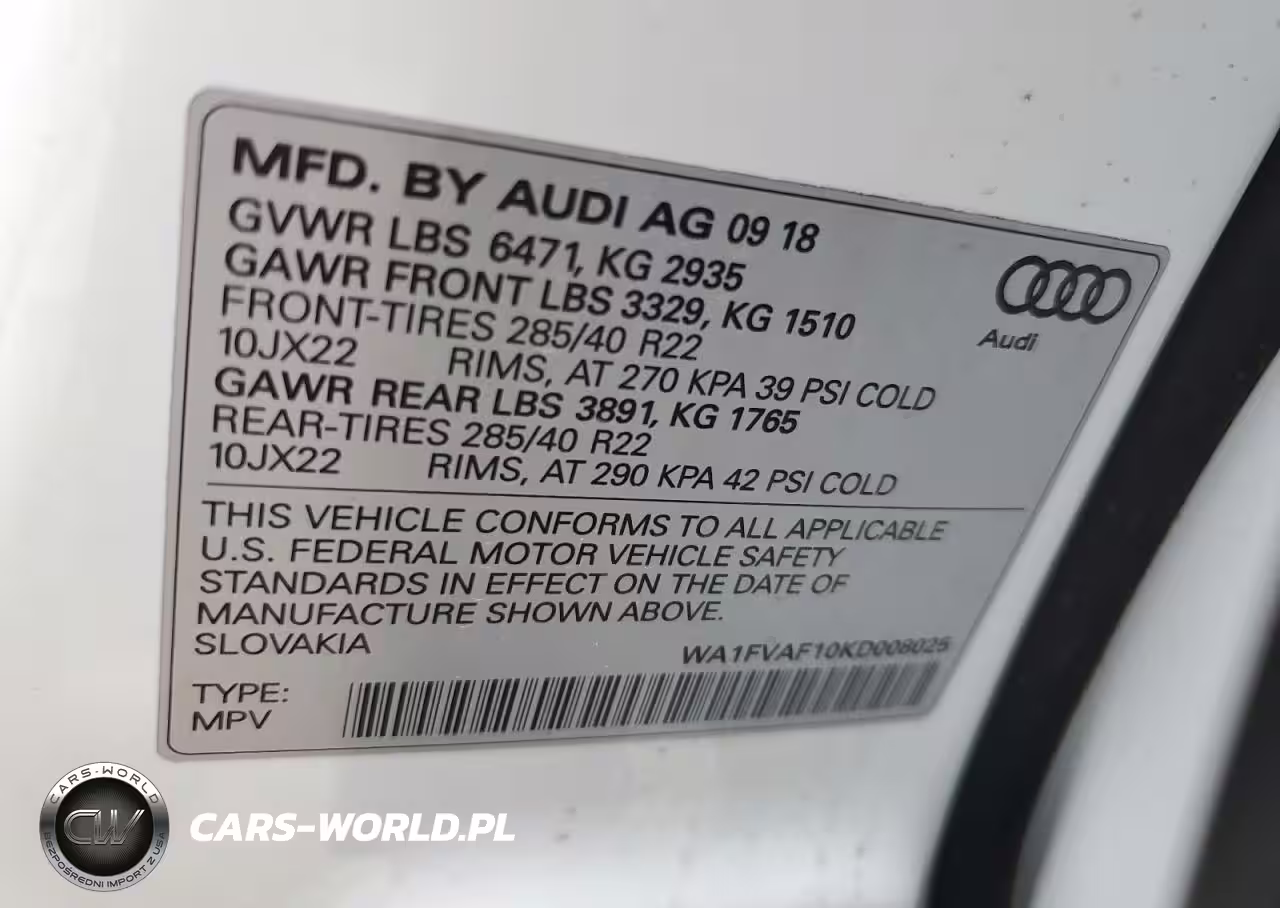 MFD. BY AUDI AG 09 18
GVWR LBS 6471, KG 2935
GAWR FRONT LBS 3329, KG 1510
FRONT-TIRES 285/40 R22
10JX22 RIMS, AT 270 KPA 39 PSI COLD
GAWR REAR LBS 3891, KG 1765
REAR-TIRES 285/40 R22
10JX22 RIMS, AT 290 KPA 42 PSI COLD
Audi
THIS VEHICLE CONFORMS TO ALL APPLICABLE
U.S. FEDERAL MOTOR VEHICLE SAFETY
STANDARDS IN EFFECT ON THE DATE OF
MANUFACTURE SHOWN ABOVE.
SLOVAKIA WA1FVAF10KD008025
TYPE:
MPV
CARS-WORLD
CW
BEZPOŚREDNI IMPORT Z USA
CARS-WORLD.PL